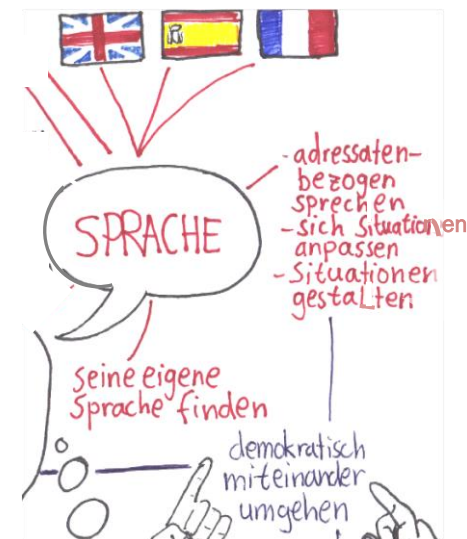 SPRACHE
- adressaten-
bezogen
sprechen
- sich Situationen
anpassen
- Situationen
gestalten
seine eigene
Sprache finden
demokratisch
miteinander
umgehen